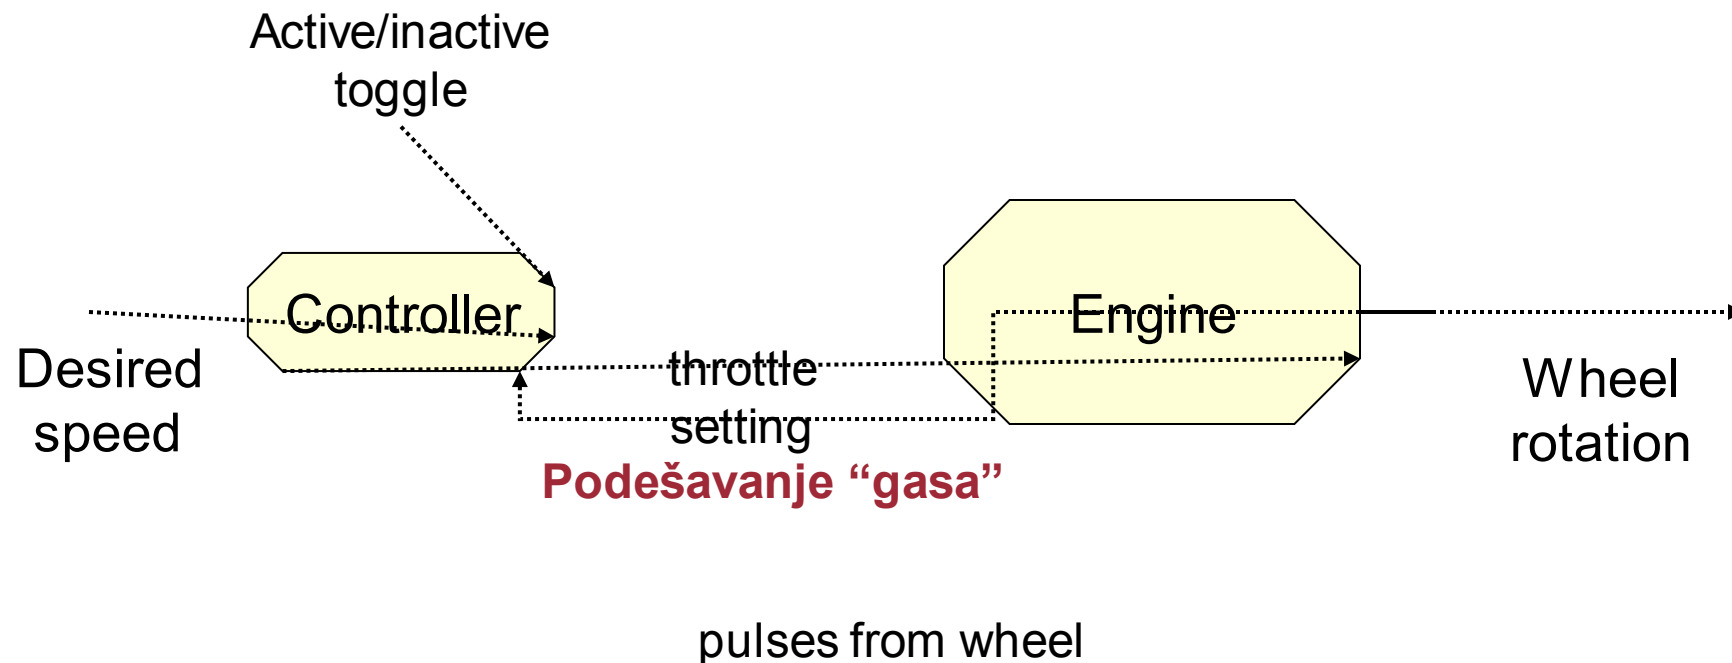 Active/inactive
toggle
Controller
Engine
Desired
speed
throttle
setting
Wheel
rotation
Podešavanje “gasa”
pulses from wheel